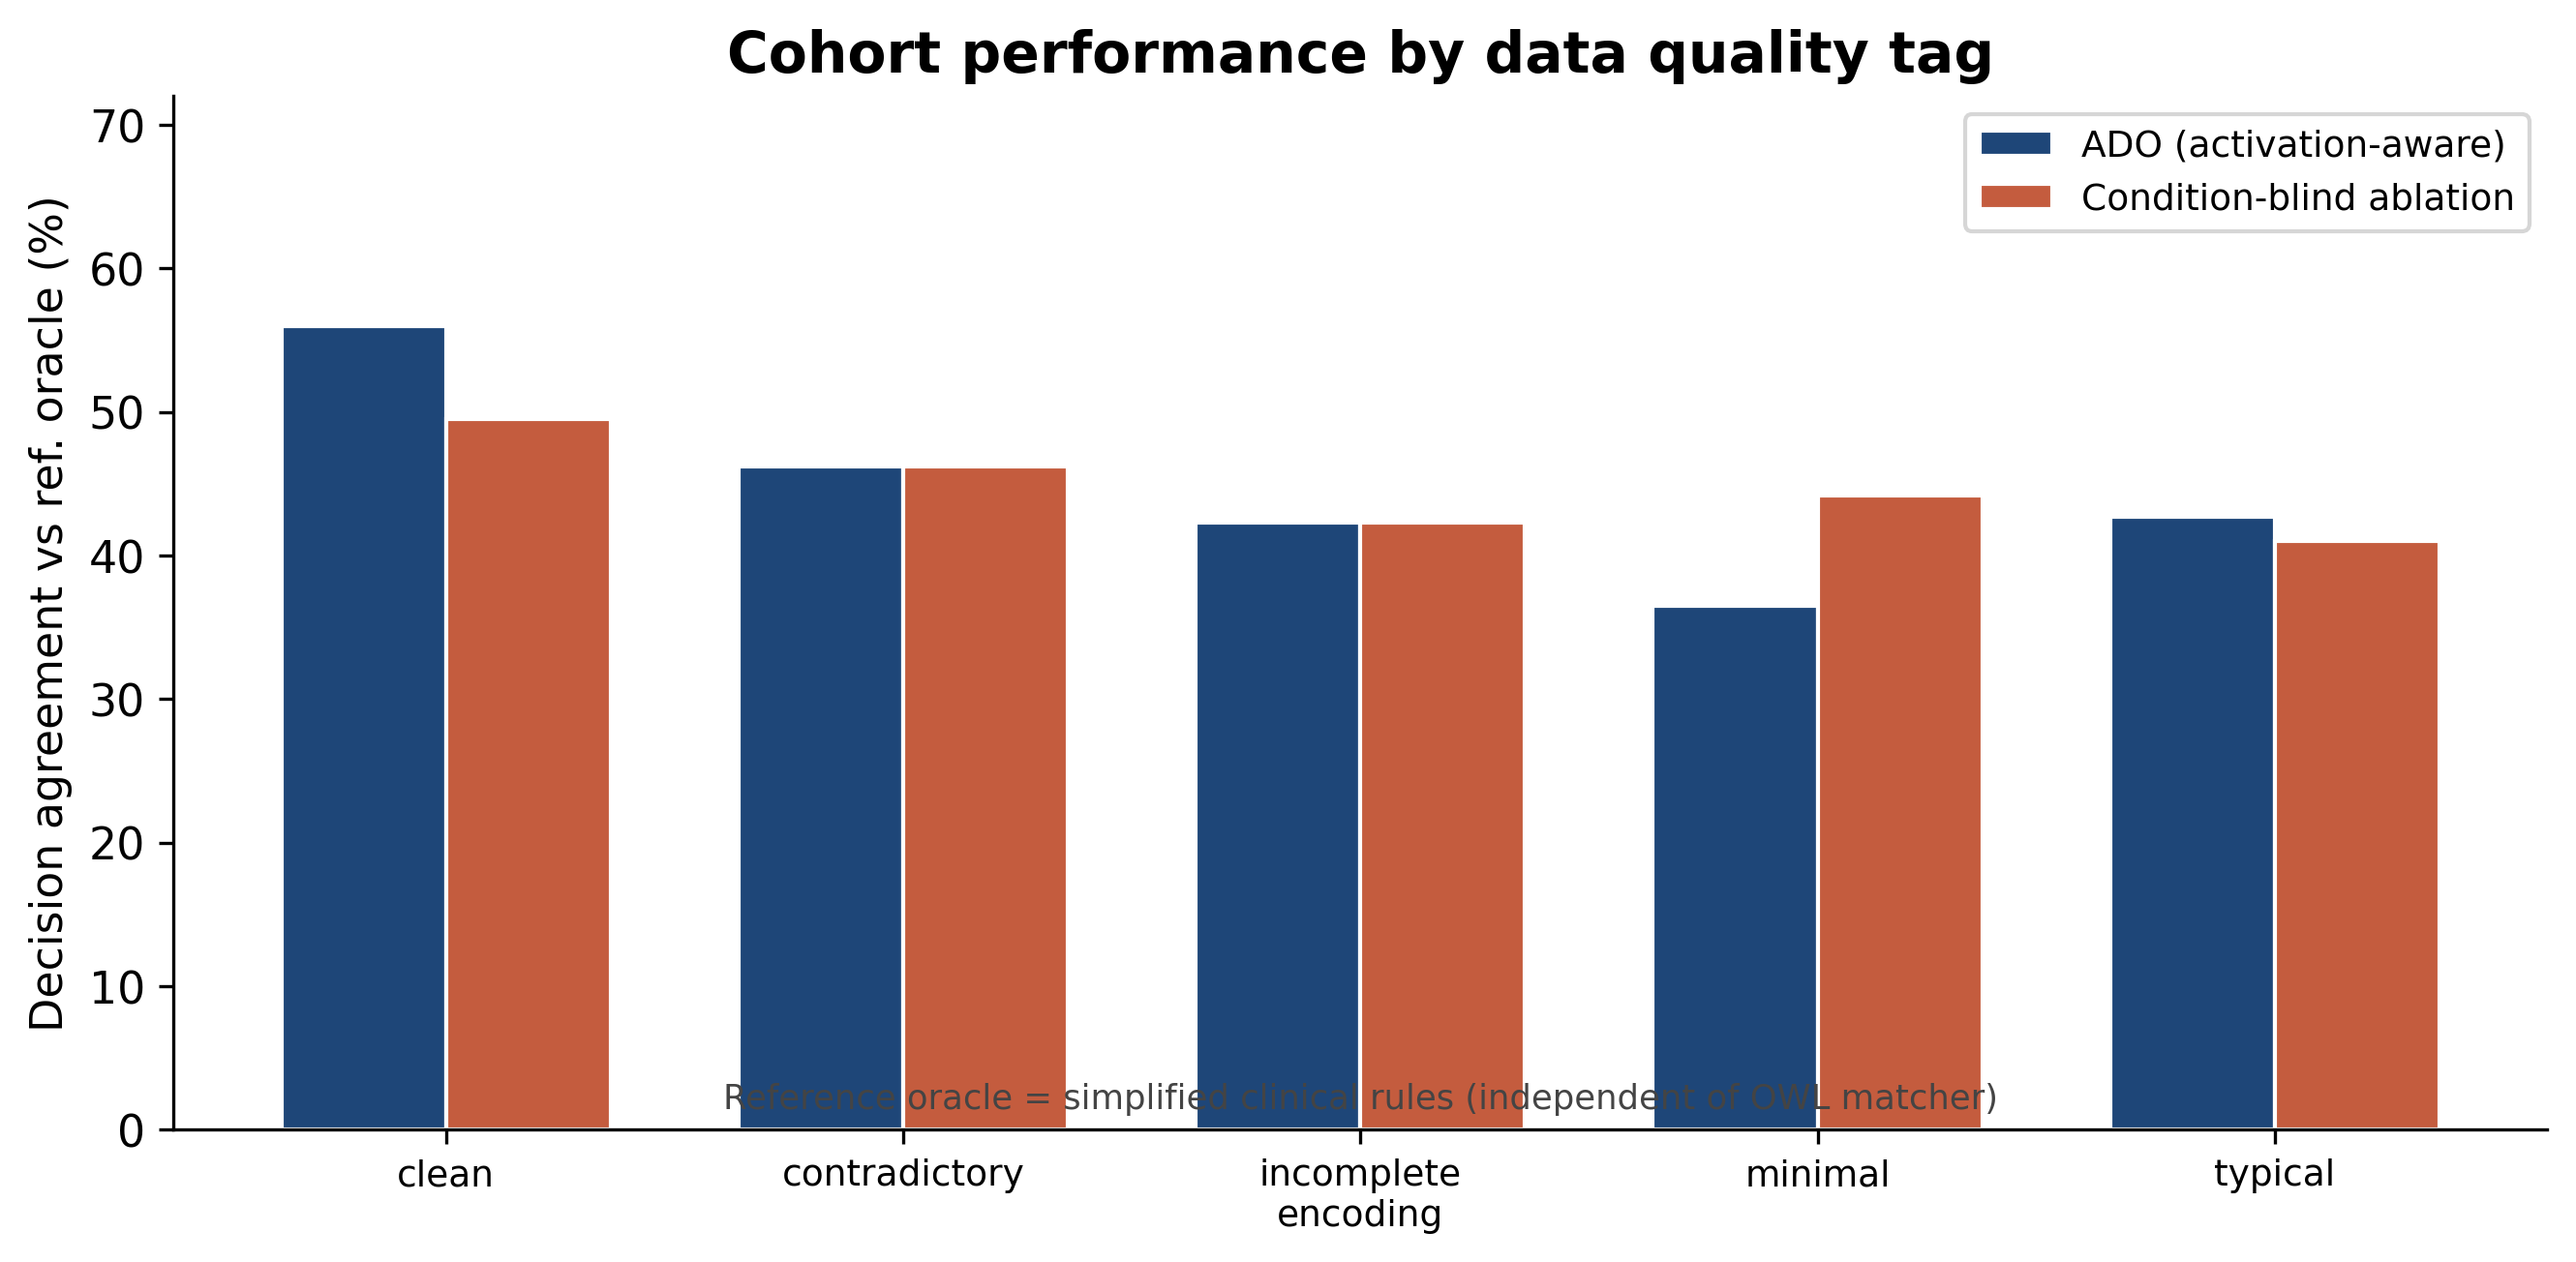 Cohort performance by data quality tag
ADO (activation-aware)
Condition-blind ablation
Decision agreement vs ref. oracle (%)
70
60
50
40
30
20
10
0
Reference oracle = simplified clinical rules (independent of OWL matcher)
clean
contradictory
incomplete
encoding
minimal
typical